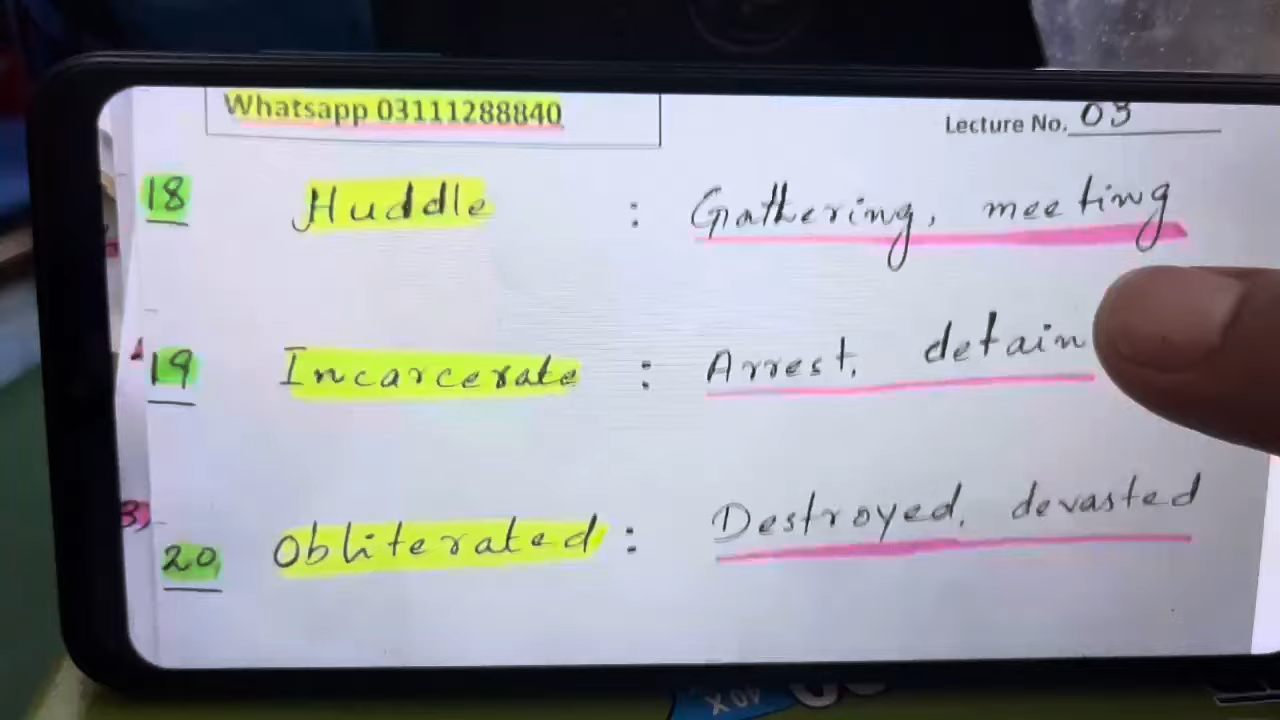 Whatsapp 03111288840
Lecture No. 03
18 Huddle : Gathering, meeting
19 Incarcerate : Arrest, detain
20, Obliterated : Destroyed, devasted